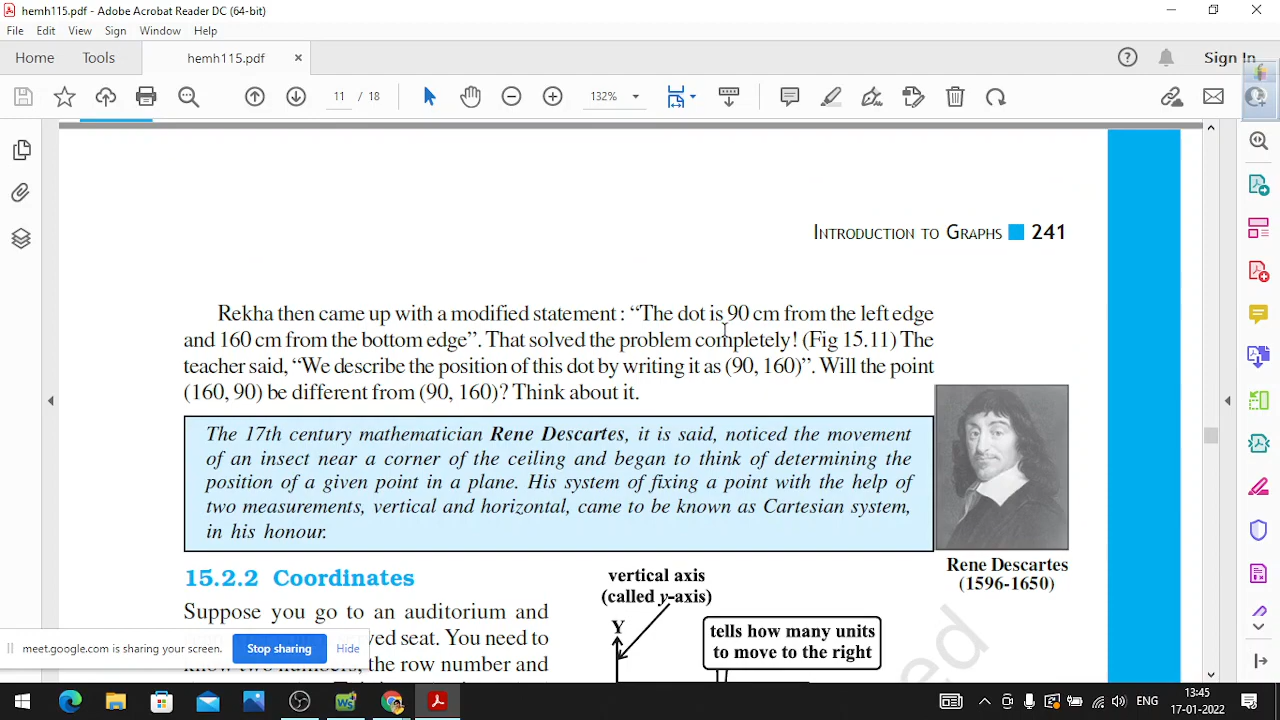 hemh115.pdf - Adobe Acrobat Reader DC (64-bit)
File Edit View Sign Window Help
Home Tools hemh115.pdf × Sign In
11 / 18 132%
INTRODUCTION TO GRAPHS 241
Rekha then came up with a modified statement : “The dot is 90 cm from the left edge
and 160 cm from the bottom edge”. That solved the problem completely! (Fig 15.11) The
teacher said, “We describe the position of this dot by writing it as (90, 160)”. Will the point
(160, 90) be different from (90, 160)? Think about it.
The 17th century mathematician Rene Descartes, it is said, noticed the movement
of an insect near a corner of the ceiling and began to think of determining the
position of a given point in a plane. His system of fixing a point with the help of
two measurements, vertical and horizontal, came to be known as Cartesian system,
in his honour.
Rene Descartes
(1596-1650)
15.2.2 Coordinates
Suppose you go to an auditorium and
ved seat. You need to
the row number and
vertical axis
(called y-axis)
Y
tells how many units
to move to the right
meet.google.com is sharing your screen. Stop sharing Hide
ENG
13:45
17-01-2022